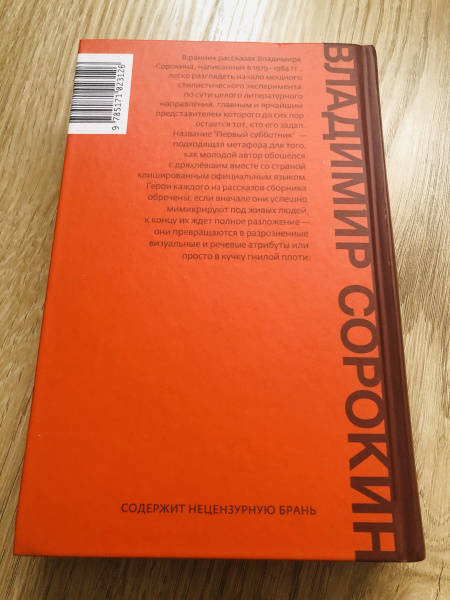 В ранних рассказах Владимира
Сорокина, написанных в 1979–1984 гг.,
легко разглядеть начало мощного
стилистического эксперимента,
по сути целого литературного
направления, главным и ярчайшим
представителем которого до сих пор
остается тот, кто его задал.
Название "Первый субботник" —
подходящая метафора для того,
как молодой автор обошелся
с дряхлевшим вместе со страной
клишированным официальным языком.
Герои каждого из рассказов сборника
обречены: если вначале они успешно
мимикрируют под живых людей,
к концу их ждет полное разложение —
они превращаются в разрозненные
визуальные и речевые атрибуты или
просто в кучку гнилой плоти.
9 785171 023126
ВЛАДИМИР СОРОКИН
СОДЕРЖИТ НЕЦЕНЗУРНУЮ БРАНЬ